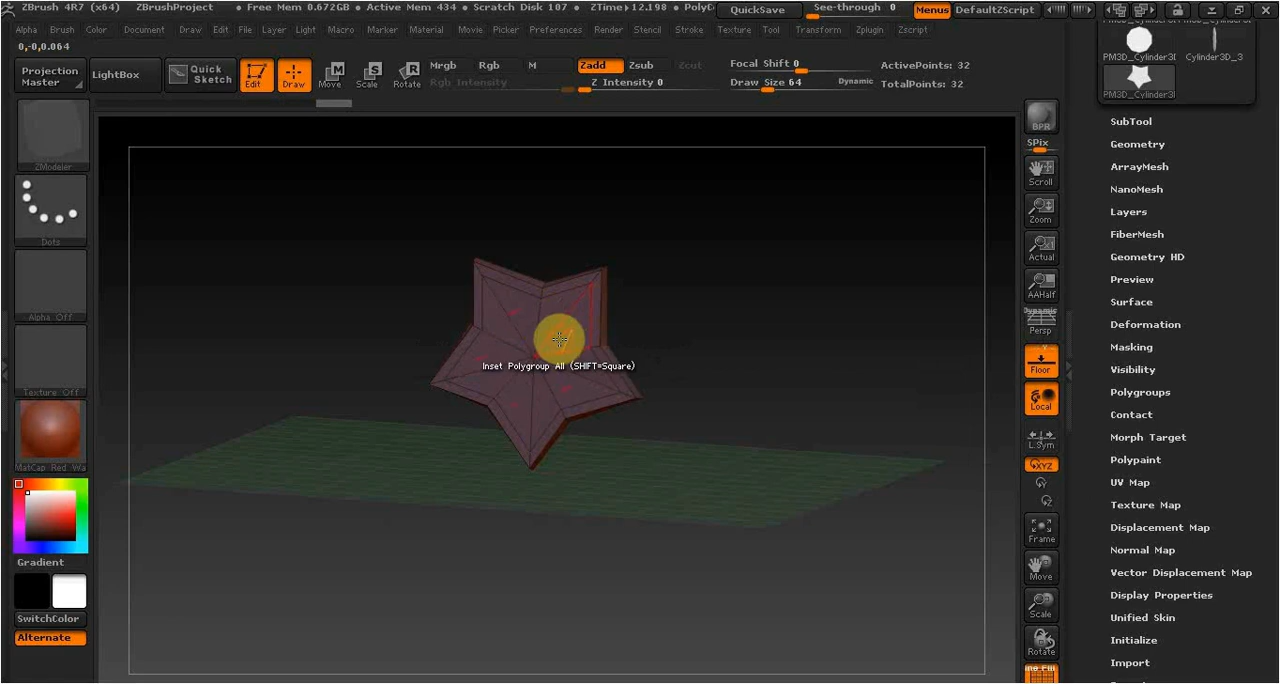 ZBrush 4R7 (x64) ZBrushProject • Free Mem 0.672GB • Active Mem 434 • Scratch Disk 107 • ZTime▸12.198 • PolyC QuickSave See-through 0 Menus DefaultZScript
Alpha Brush Color Document Draw Edit File Layer Light Macro Marker Material Movie Picker Preferences Render Stencil Stroke Texture Tool Transform Zplugin Zscript
0,-0,0.064
Projection Master
LightBox
Quick Sketch
Edit
Draw
Move
Scale
Rotate
Mrgb Rgb M
Rgb Intensity
Zadd Zsub Zcut
Z Intensity 0
Focal Shift 0
Draw Size 64 Dynamic
ActivePoints: 32
TotalPoints: 32
ZModeler
Dots
Alpha Off
Texture Off
MatCap Red Wa
Gradient
SwitchColor
Alternate
Inset Polygroup All (SHIFT=Square)
BPR
SPix
Scroll
Zoom
Actual
AAHalf
Dynamic
Persp
Floor
Local
L.Sym
XYZ
Frame
Move
Scale
Rotate
Line Fill
PM3D_Cylinder3D Cylinder3D_3
PM3D_Cylinder3D
SubTool
Geometry
ArrayMesh
NanoMesh
Layers
FiberMesh
Geometry HD
Preview
Surface
Deformation
Masking
Visibility
Polygroups
Contact
Morph Target
Polypaint
UV Map
Texture Map
Displacement Map
Normal Map
Vector Displacement Map
Display Properties
Unified Skin
Initialize
Import